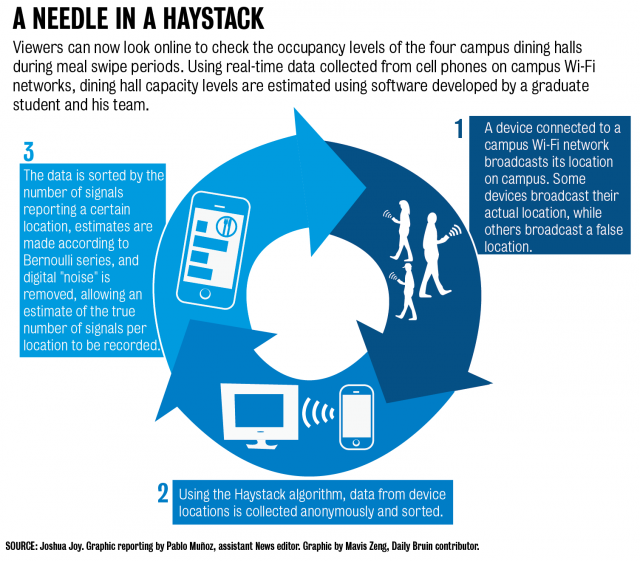 A NEEDLE IN A HAYSTACK
Viewers can now look online to check the occupancy levels of the four campus dining halls
during meal swipe periods. Using real-time data collected from cell phones on campus Wi-Fi
networks, dining hall capacity levels are estimated using software developed by a graduate
student and his team.
1
A device connected to a
campus Wi-Fi network
broadcasts its location
on campus. Some
devices broadcast their
actual location, while
others broadcast a false
location.
2
Using the Haystack algorithm, data from device
locations is collected anonymously and sorted.
3
The data is sorted by the
number of signals
reporting a certain
location, estimates are
made according to
Bernoulli series, and
digital "noise" is
removed, allowing an
estimate of the true
number of signals per
location to be recorded.
SOURCE: Joshua Joy. Graphic reporting by Pablo Muñoz, assistant News editor. Graphic by Mavis Zeng, Daily Bruin contributor.